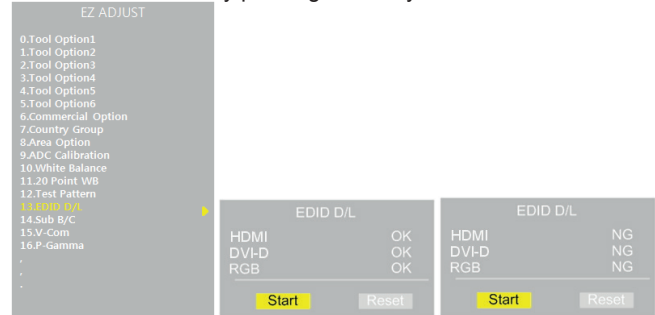 EZ ADJUST
0.Tool Option1
1.Tool Option2
2.Tool Option3
3.Tool Option4
4.Tool Option5
5.Tool Option6
6.Commercial Option
7.Country Group
8.Area Option
9.ADC Calibration
10.White Balance
11.20 Point WB
12.Test Pattern
13.EDID D/L
14.Sub B/C
15.V-Com
16.P-Gamma
.
.
.
EDID D/L
HDMI OK
DVI-D OK
RGB OK
Start Reset
EDID D/L
HDMI NG
DVI-D NG
RGB NG
Start Reset